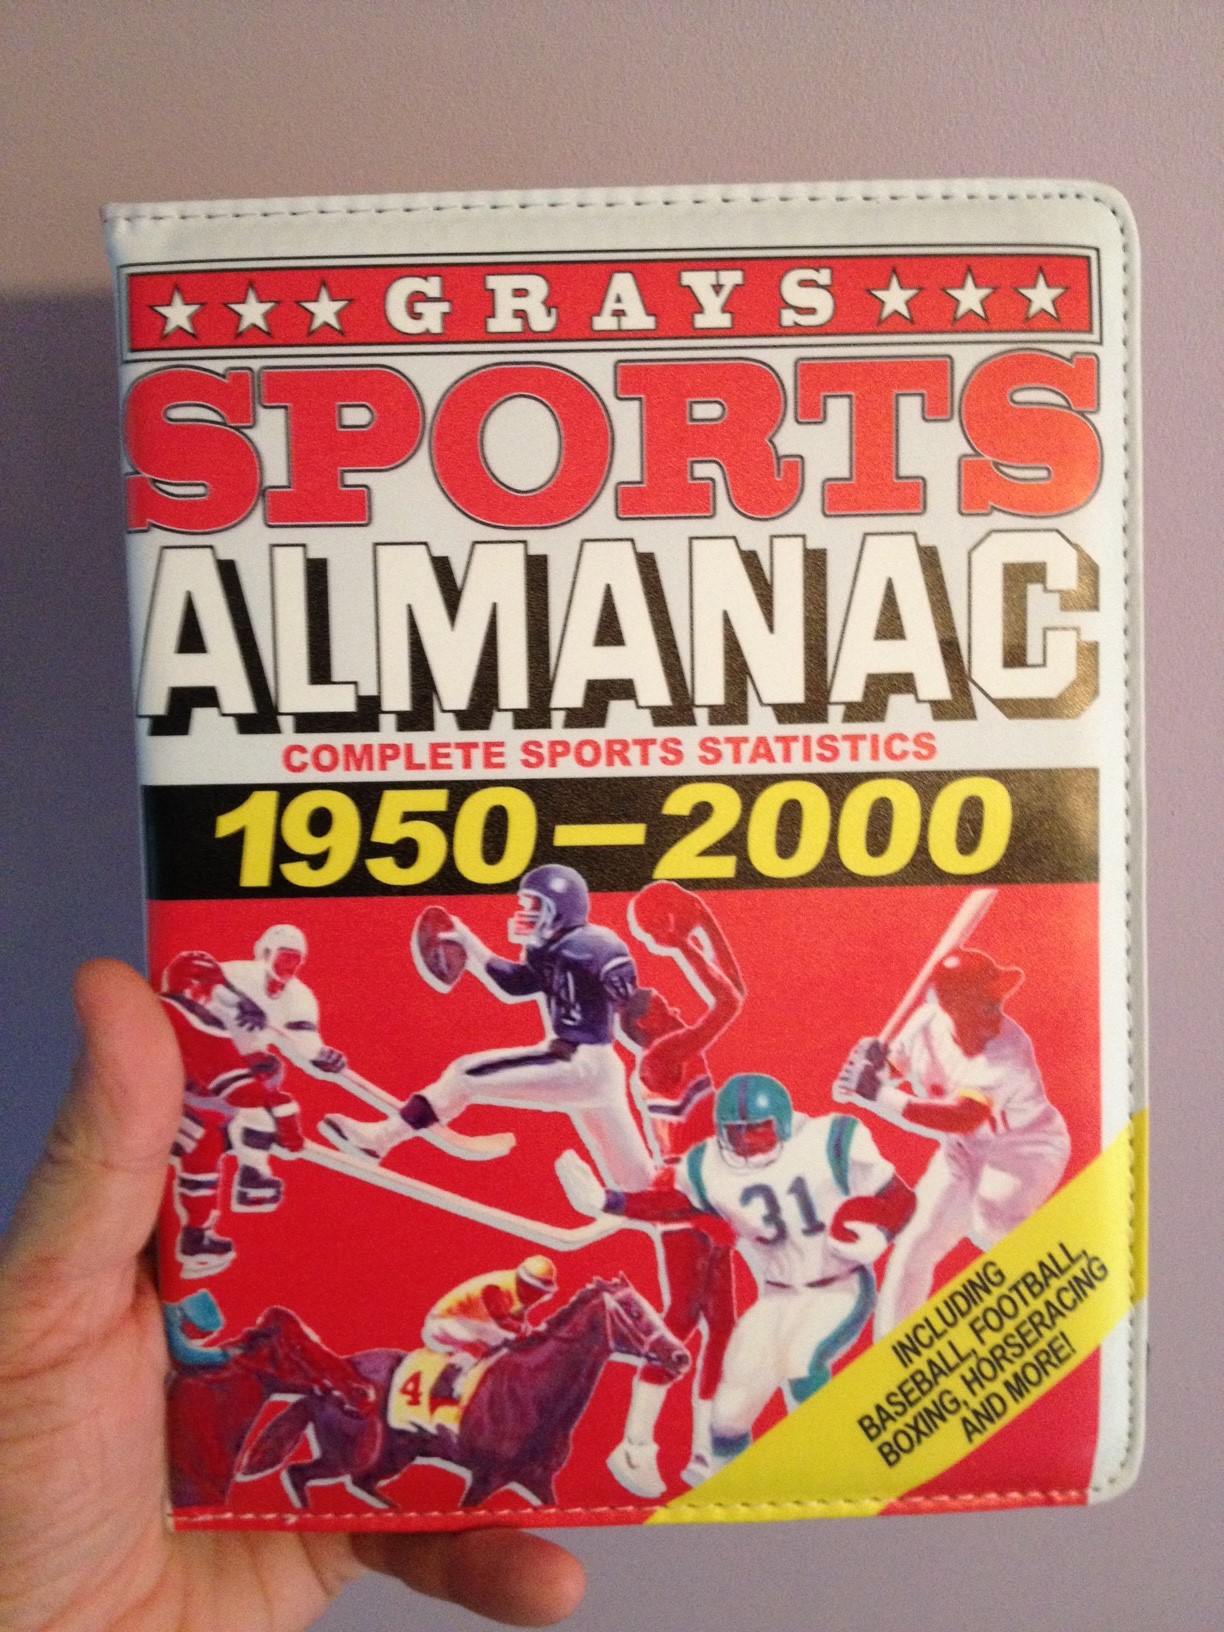 GRAYS
SPORTS
ALMANAC
COMPLETE SPORTS STATISTICS
1950-2000
31
4
INCLUDING
BASEBALL, FOOTBALL,
BOXING, HORSERACING
AND MORE!